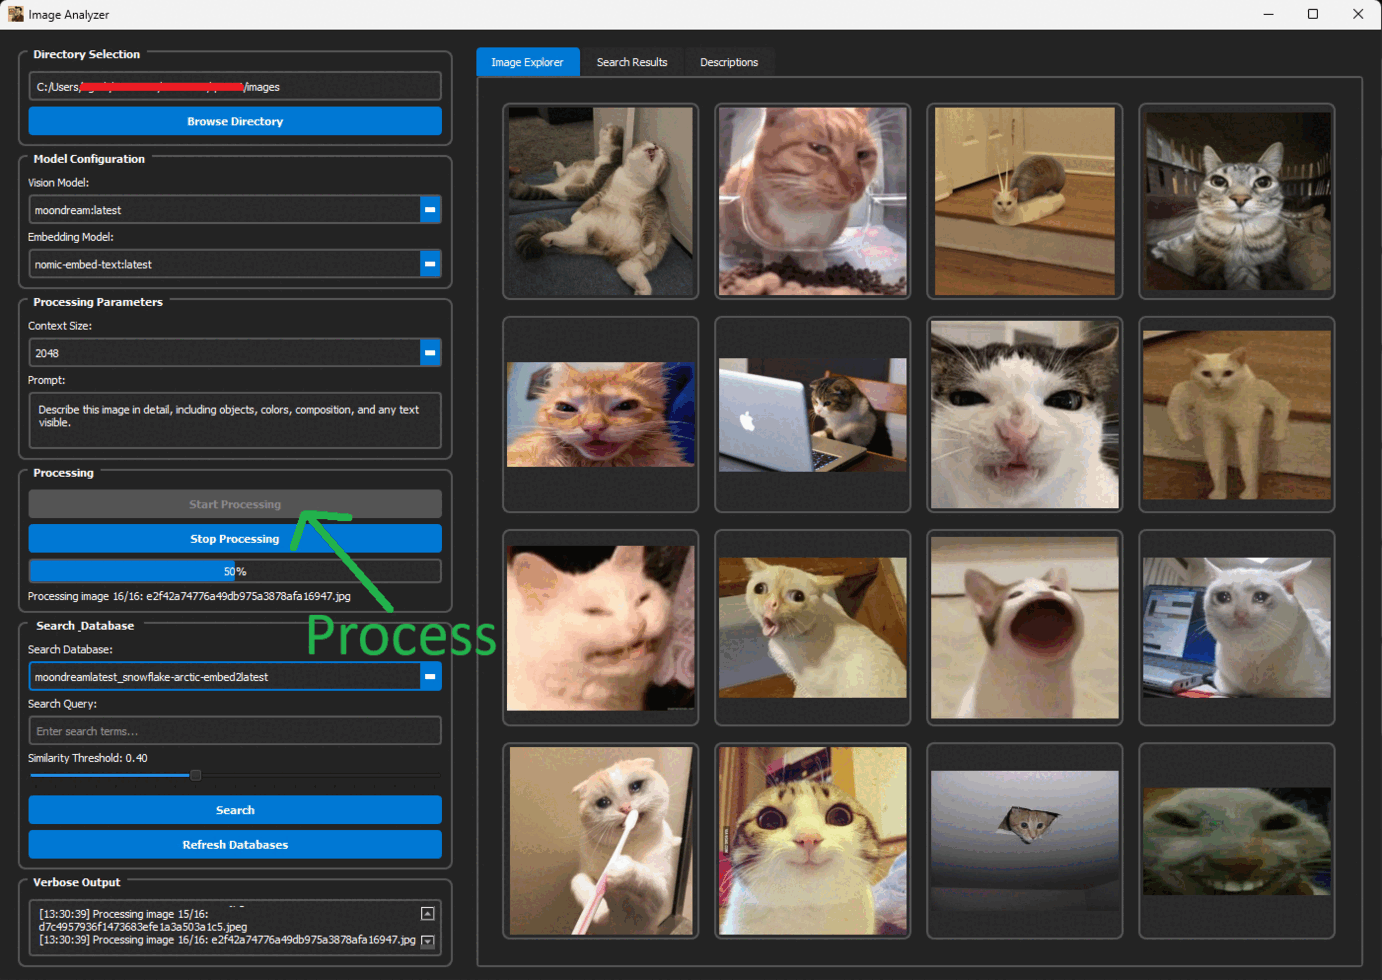 Image Analyzer
Directory Selection
C:/Users/
/images
Browse Directory
Model Configuration
Vision Model:
moondream:latest
Embedding Model:
nomic-embed-text:latest
Processing Parameters
Context Size:
2048
Prompt:
Describe this image in detail, including objects, colors, composition, and any text
visible.
Processing
Start Processing
Stop Processing
50%
Processing image 16/16: e2f42a74776a49db975a3878afa16947.jpg
Process
Search_Database
Search Database:
moondreamlatest_snowflake-arctic-embed2latest
Search Query:
Enter search terms...
Similarity Threshold: 0.40
Search
Refresh Databases
Verbose Output
[13:30:39] Processing image 15/16:
d7c4957936f1473683efe1a3a503a1c5.jpeg
[13:30:39] Processing image 16/16: e2f42a74776a49db975a3878afa16947.jpg
Image Explorer
Search Results
Descriptions